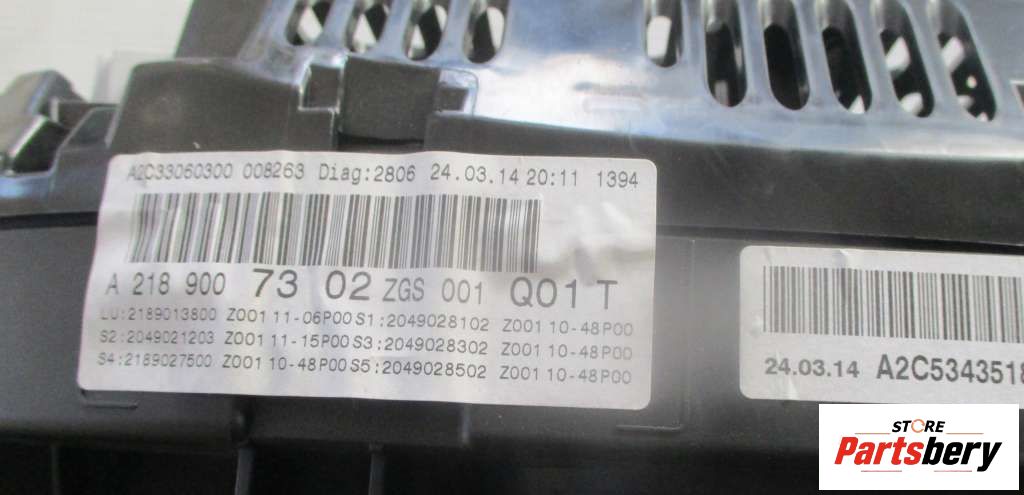 A2C33060300 008263 Diag:2806 24.03.14 20:11 1394
A 218 900 73 02 ZGS 001 Q01 T
LU:2189013800 Z001 11-06P00 S1:2049028102 Z001 10-48P00
S2:2049021203 Z001 11-15P00 S3:2049028302 Z001 10-48P00
S4:2189027500 Z001 10-48P00 S5:2049028502 Z001 10-48P00
24.03.14 A2C5343518
STORE
Partsbery